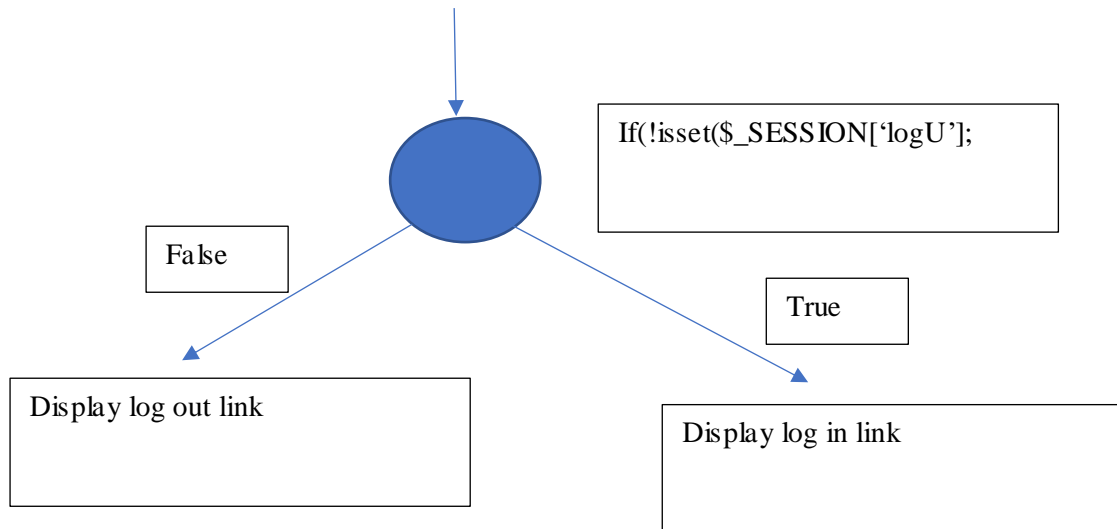 If(!isset($_SESSION[‘logU’];
False
True
Display log out link
Display log in link